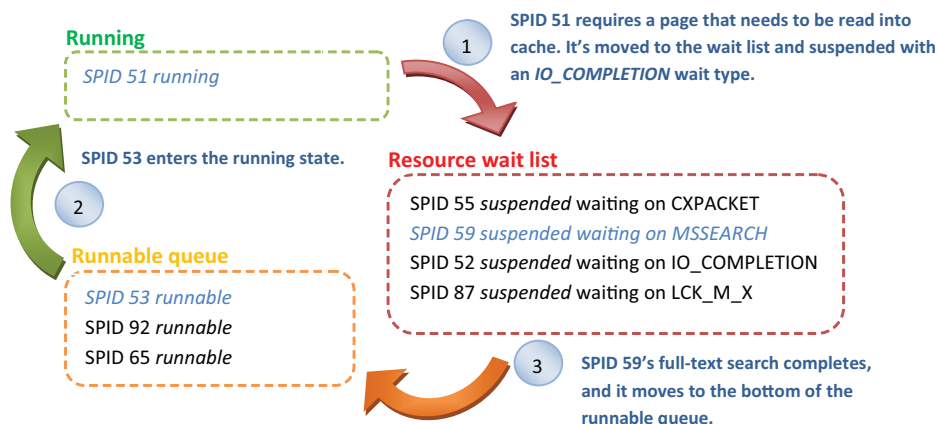 SPID 51 requires a page that needs to be read into
cache. It's moved to the wait list and suspended with
an IO_COMPLETION wait type.
1
Running
SPID 51 running
SPID 53 enters the running state.
2
Resource wait list
SPID 55 suspended waiting on CXPACKET
SPID 59 suspended waiting on MSSEARCH
SPID 52 suspended waiting on IO_COMPLETION
SPID 87 suspended waiting on LCK_M_X
Runnable queue
SPID 53 runnable
SPID 92 runnable
SPID 65 runnable
3
SPID 59's full-text search completes,
and it moves to the bottom of the
runnable queue.